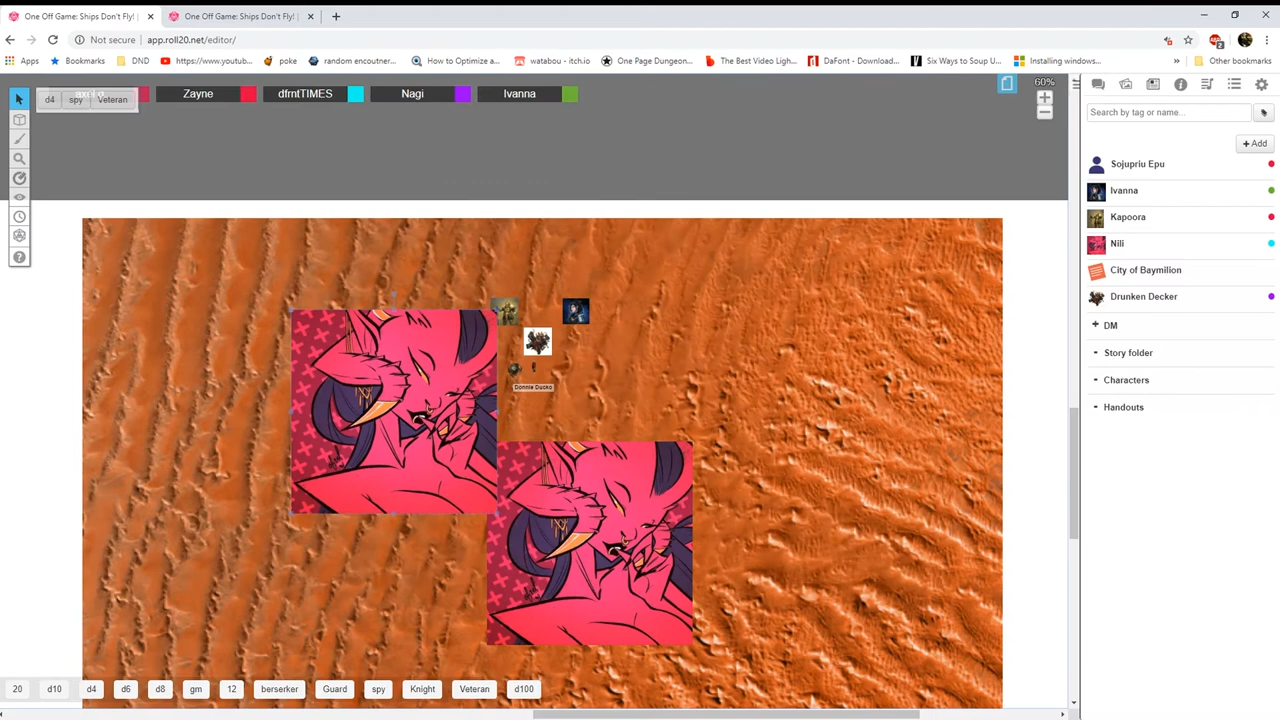 One Off Game: Ships Don't Fly! |
One Off Game: Ships Don't Fly! |
Not secure | app.roll20.net/editor/
Apps Bookmarks DND https://www.youtub... poke random encoutner... How to Optimize a... watabou - itch.io One Page Dungeon... The Best Video Ligh... DaFont - Download... Six Ways to Soup U... Installing windows... » Other bookmarks
Zayne dfmtTIMES Nagi Ivanna
d4 spy Veteran
60%
Search by tag or name...
+ Add
Sojupriu Epu
Ivanna
Kapoora
Nili
City of Baymilion
Drunken Decker
DM
Story folder
Characters
Handouts
Donnie Ducko
20 d10 d4 d6 d8 gm 12 berserker Guard spy Knight Veteran d100